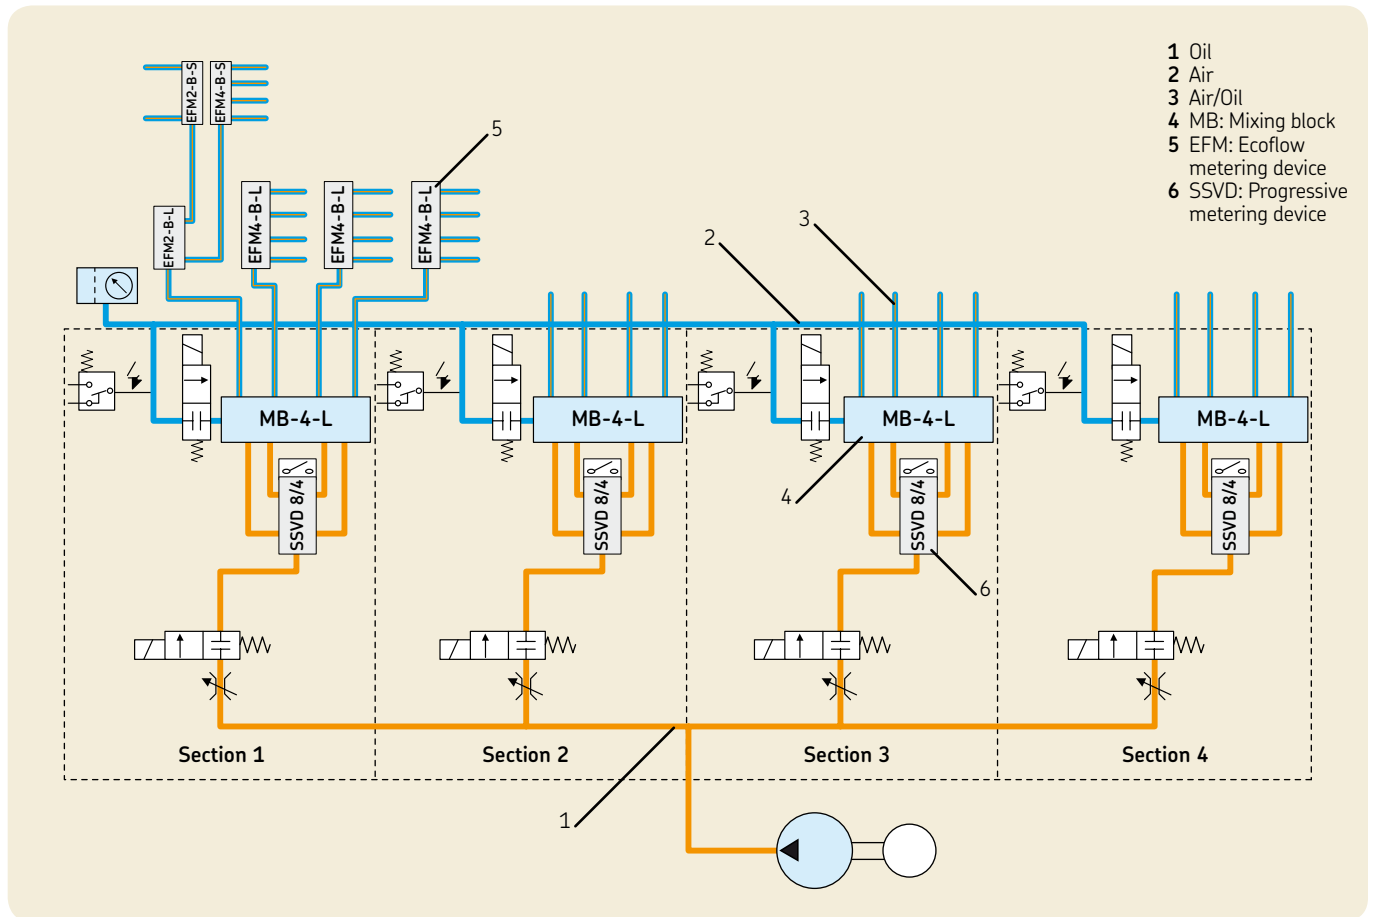 1 Oil
2 Air
3 Air/Oil
4 MB: Mixing block
5 EFM: Ecoflow
metering device
6 SSVD: Progressive
metering device
EFM2-B-S
EFM4-B-S
5
EFM2-B-L
EFM4-B-L
EFM4-B-L
EFM4-B-L
2
3
MB-4-L
MB-4-L
MB-4-L
MB-4-L
4
SSVD 8/4
SSVD 8/4
SSVD 8/4
SSVD 8/4
6
Section 1
Section 2
Section 3
Section 4
1